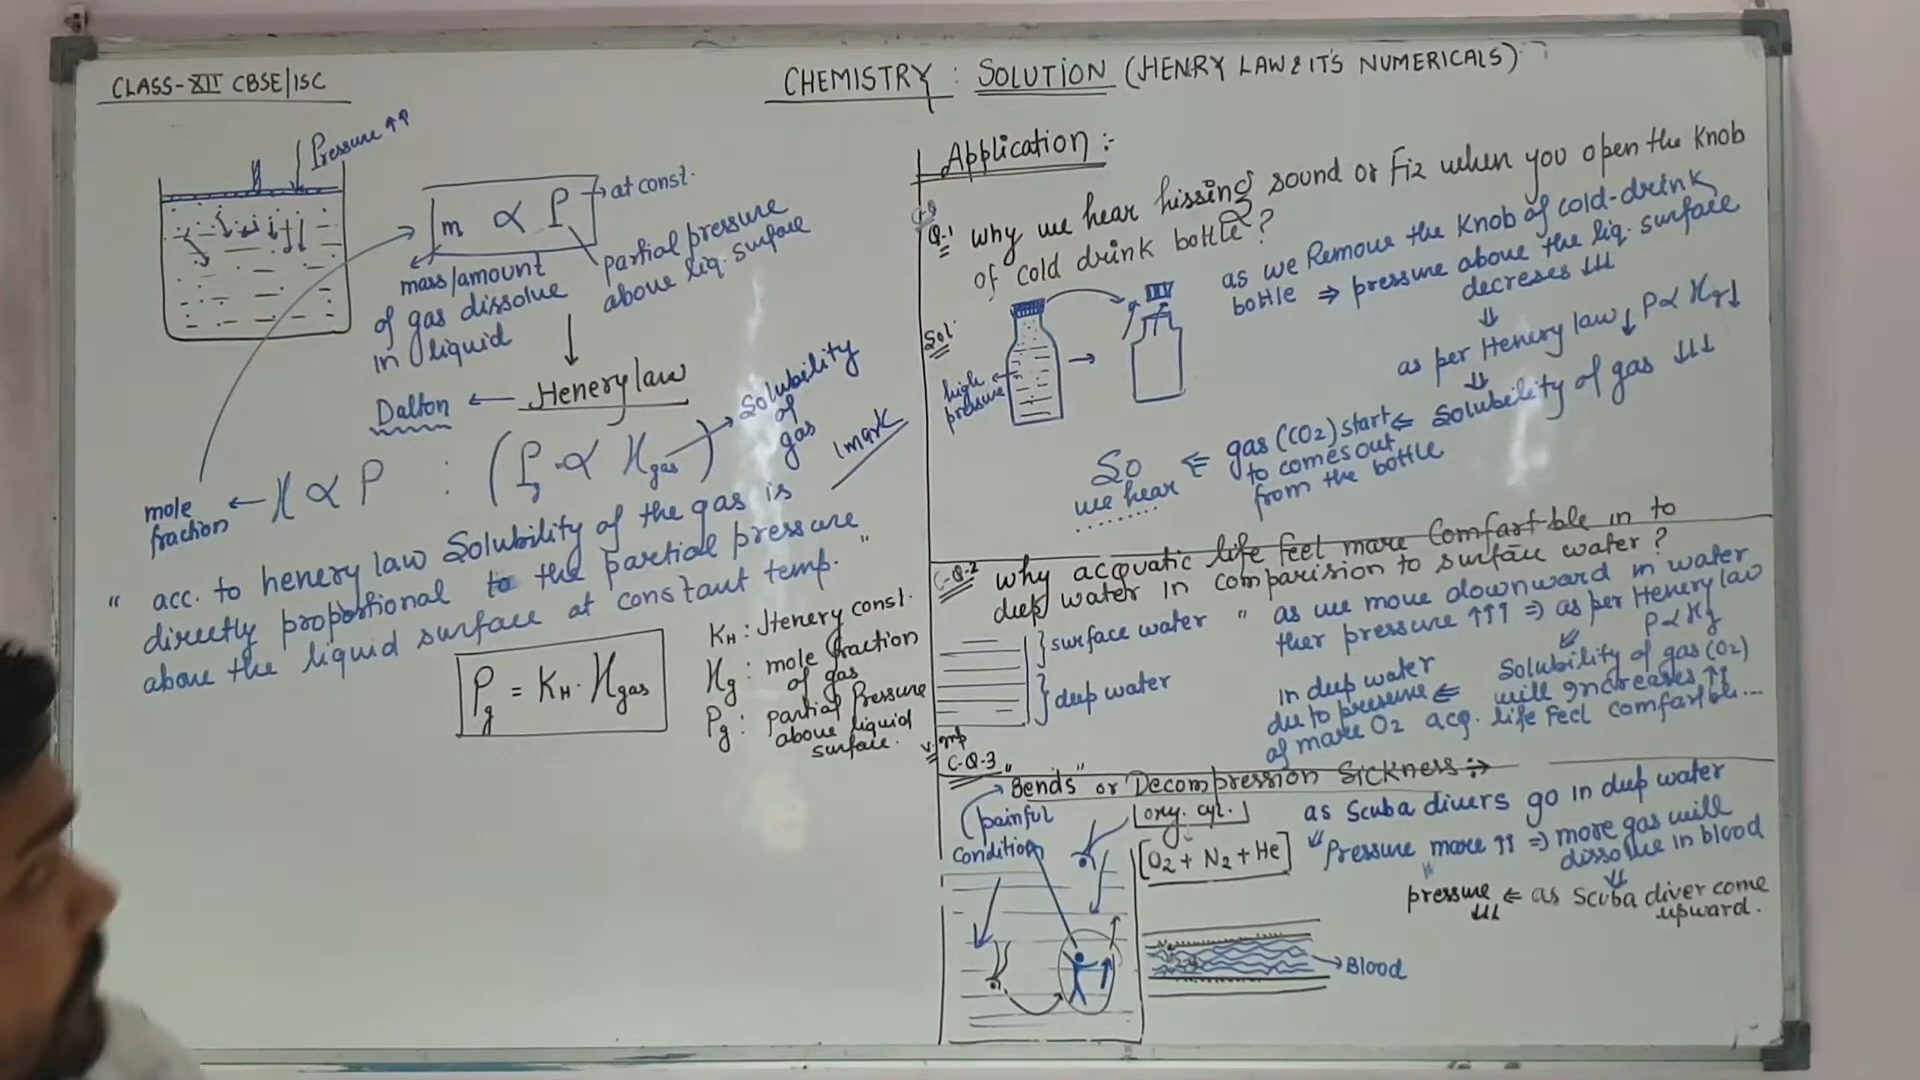 CLASS-XII CBSE/ISC
CHEMISTRY : SOLUTION (HENRY LAW & ITS NUMERICALS)
Pressure ↑↑
m ∝ P → at const.
mass/amount
of gas dissolve
in liquid
partial pressure
above liq. surface
Dalton ← Henery law
mole
fraction ← x ∝ P : (Pg ∝ xgas)
Solubility
of
gas
1 mark
" acc. to henery law Solubility of the gas is
directly proportional to the partial pressure
above the liquid surface at constant temp. "
Pg = KH · xgas
KH : Henery const.
xg : mole fraction
of gas
Pg : partial Pressure
above liquid
surface.
Application :-
Q-1 why we hear hissing sound or fiz when you open the Knob
of cold drink bottle ?
Sol.
high
pressure
as we Remove the Knob of cold-drink
bottle ⇒ pressure above the liq. surface
decreses ↓↓↓
⇓
as per Henery law ↓ P ∝ xg↓
⇓
gas (CO2) start ⇐ Solubility of gas ↓↓↓
to comes out
from the bottle
So ⇐
we hear
.......
C-Q-2 why acquatic life feel more Comfartble in to
deep water in comparision to surface water ?
} surface water
} deep water
" as we move downward in water
ther pressure ↑↑↑ ⇒ as per Henery law
P ∝ xg
Solubility of gas (O2)
will increases ↑↑
In deep water ⇐
due to presense
of more O2 acq. life feel comfartble...
v. imp
C-Q-3 "Bends" or Decompression Sickness :→
painful
Condition
oxy. cyl.
[O2 + N2 + He]
as Scuba divers go in deep water
Pressure more ↑↑ ⇒ more gas will
dissolve in blood
⇓
pressure ⇐ as Scuba diver come
↓↓↓ upward.
→ Blood